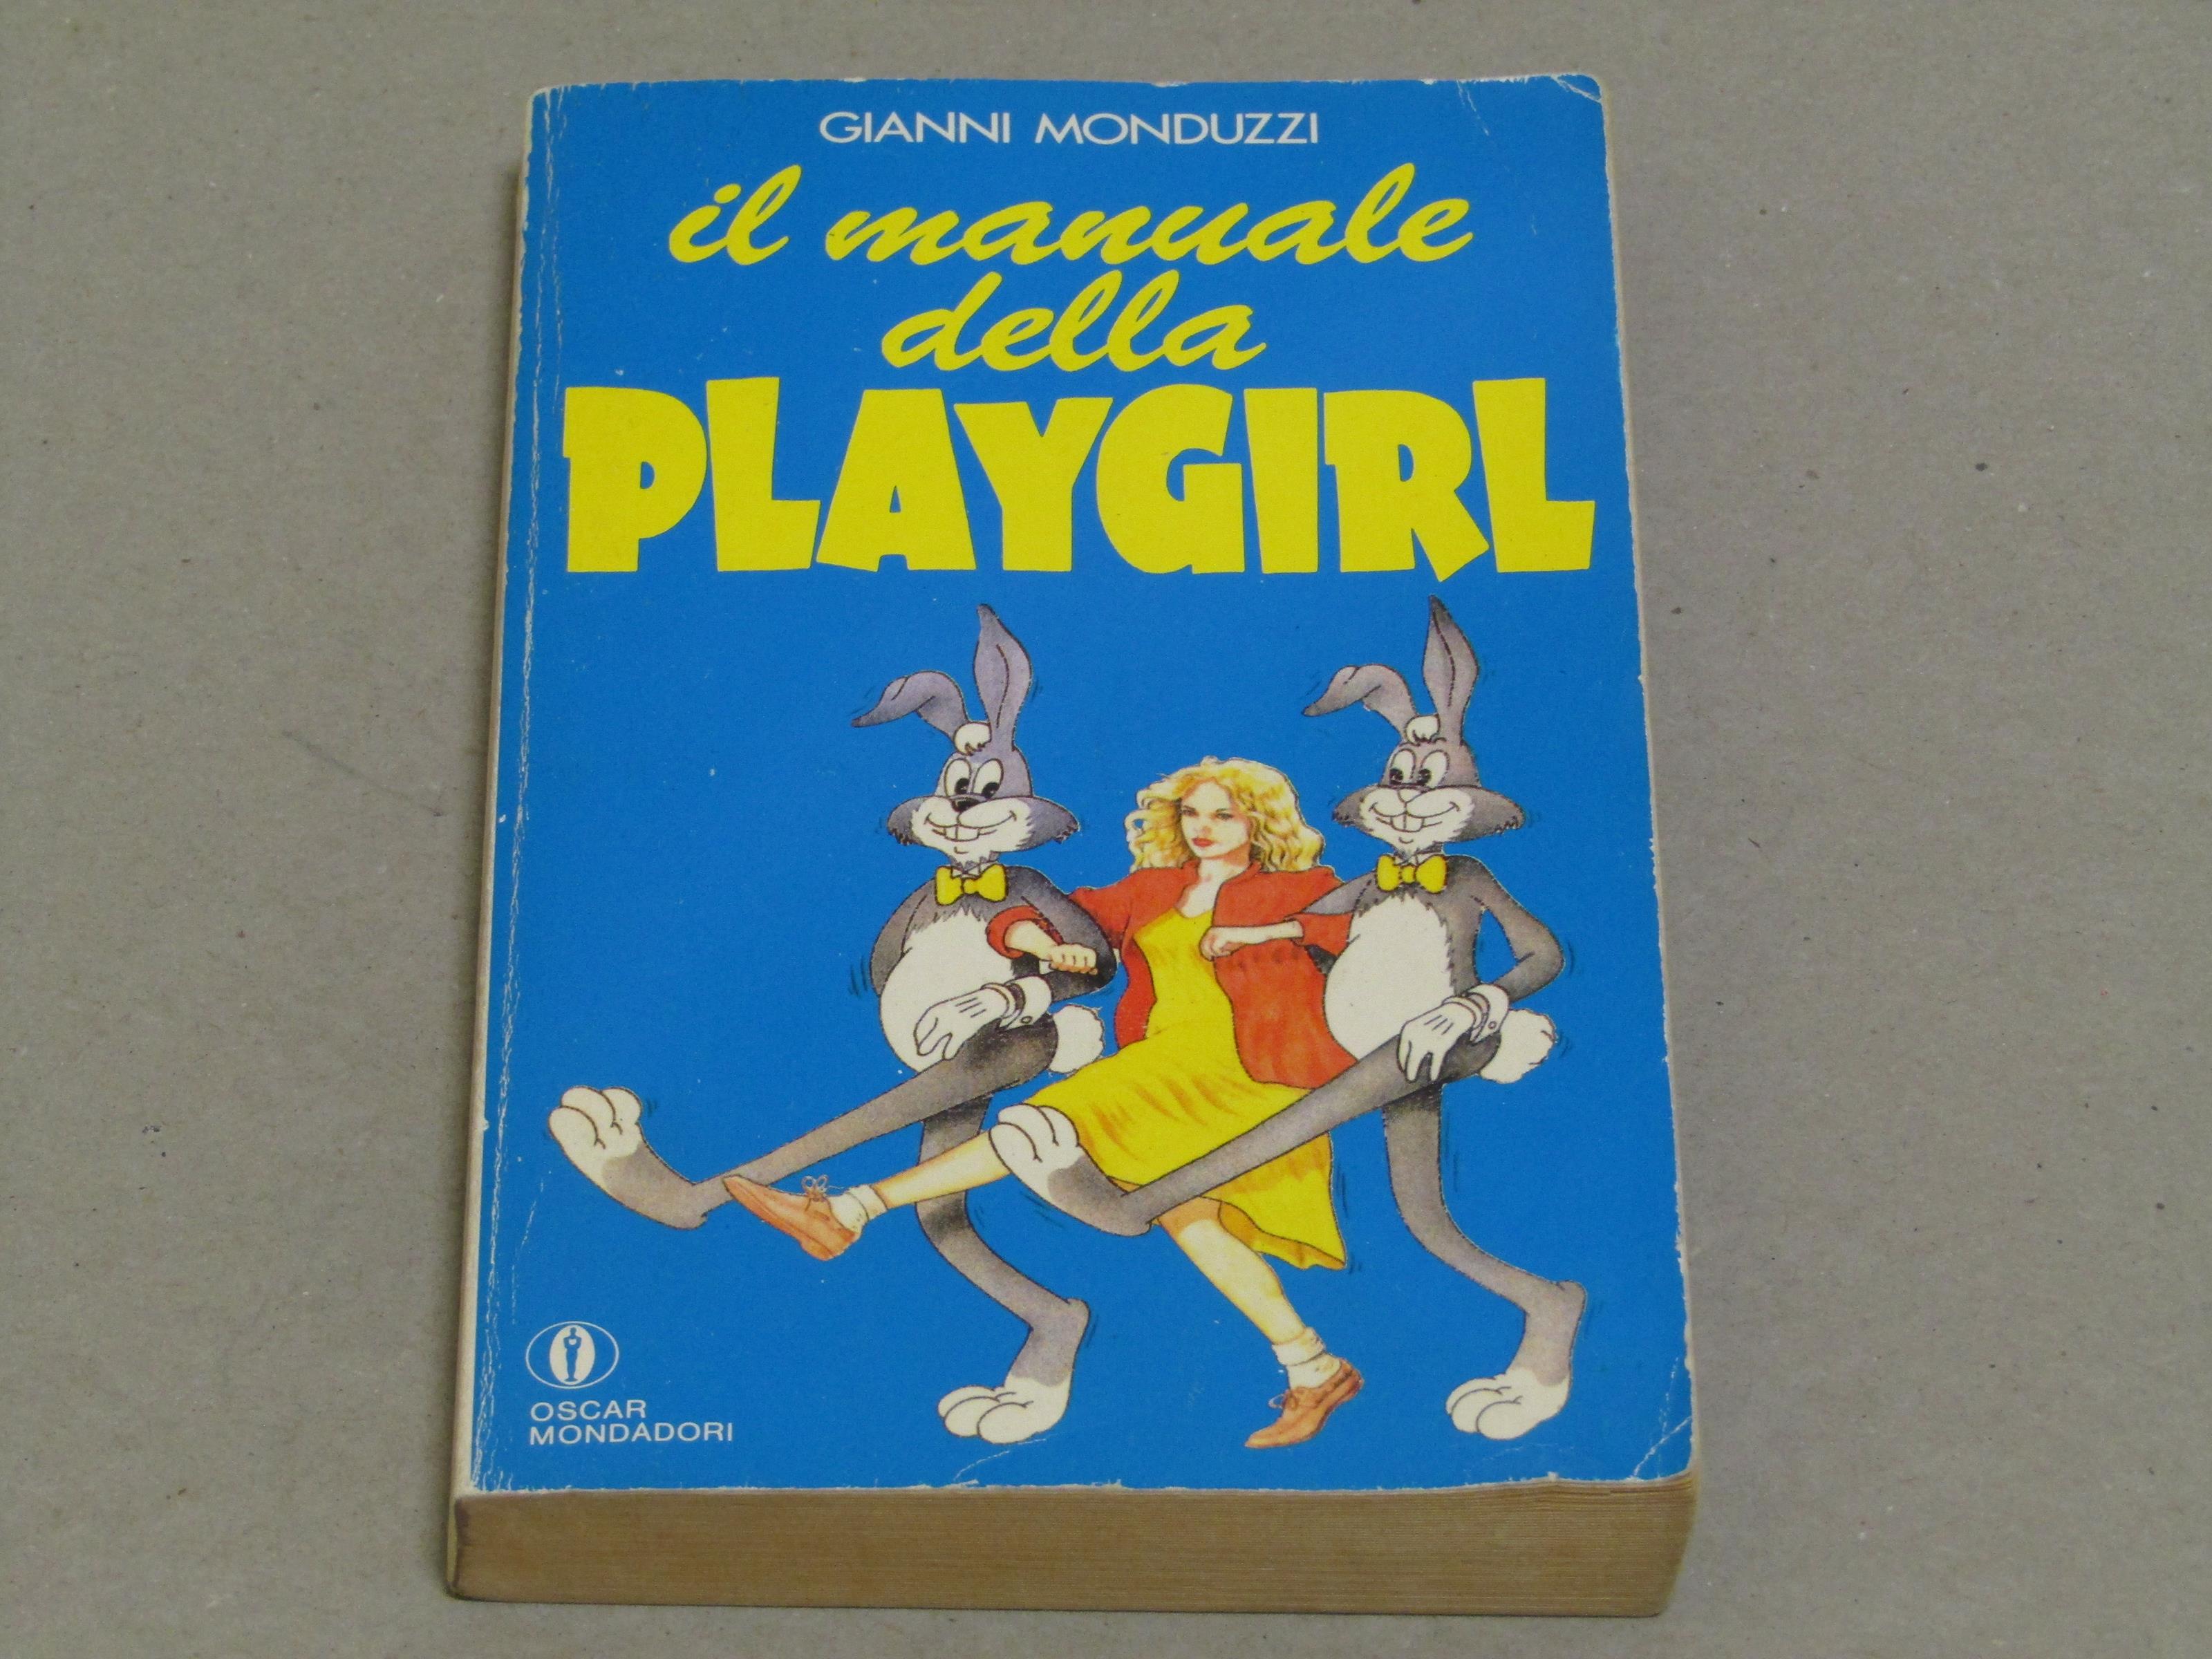 GIANNI MONDUZZI
il manuale
della
PLAYGIRL
OSCAR
MONDADORI